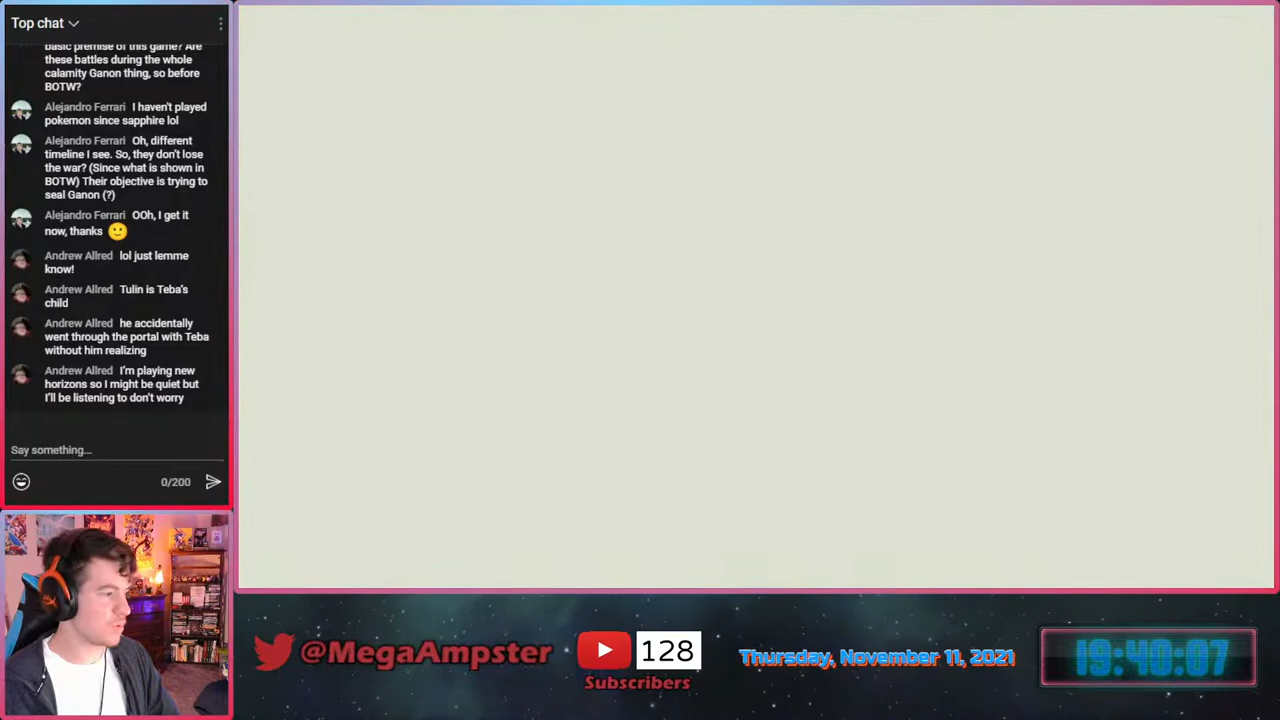 Top chat
basic premise of this game? Are
these battles during the whole
calamity Ganon thing, so before
BOTW?
Alejandro Ferrari I haven't played
pokemon since sapphire lol
Alejandro Ferrari Oh, different
timeline I see. So, they don't lose
the war? (Since what is shown in
BOTW) Their objective is trying to
seal Ganon (?)
Alejandro Ferrari OOh, I get it
now, thanks 🙂
Andrew Allred lol just lemme
know!
Andrew Allred Tulin is Teba's
child
Andrew Allred he accidentally
went through the portal with Teba
without him realizing
Andrew Allred I'm playing new
horizons so I might be quiet but
I'll be listening to don't worry
Say something...
0/200
@MegaAmpster
128
Subscribers
Thursday, November 11, 2021
19:40:07